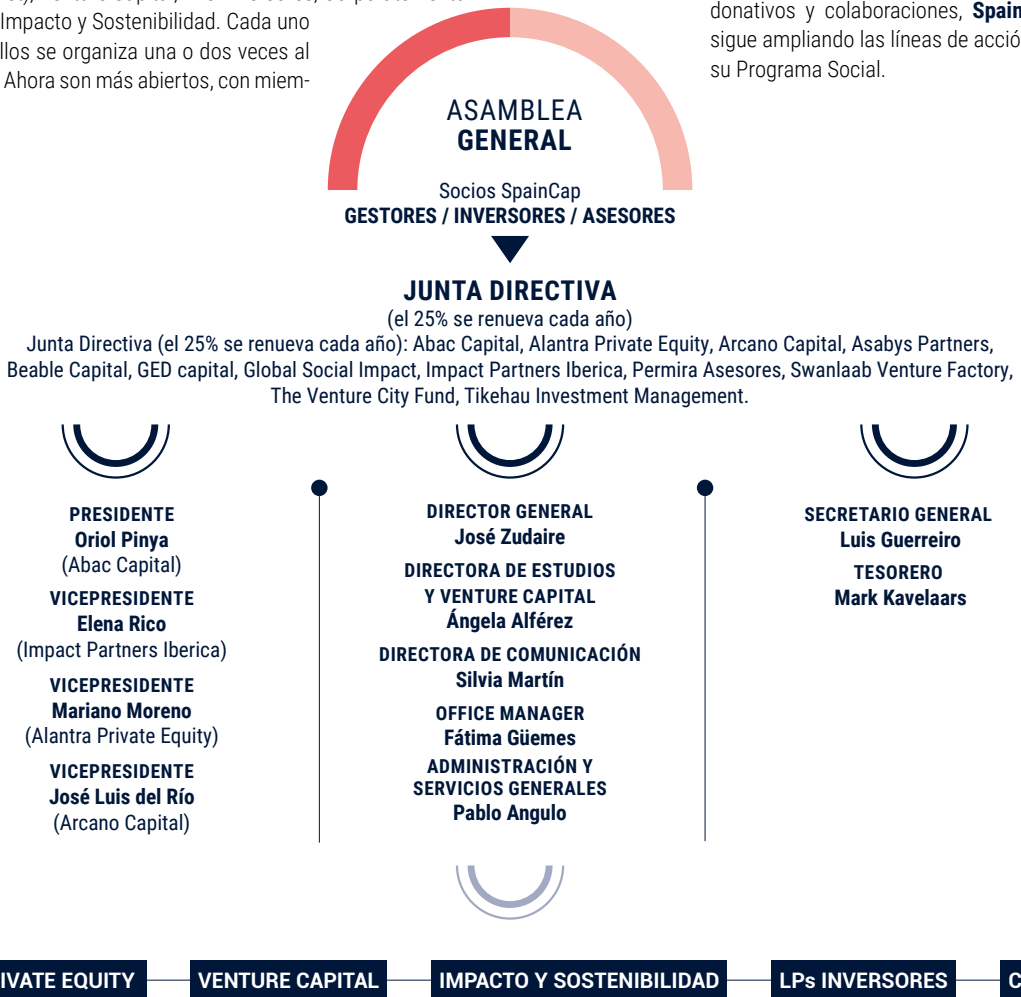 Impacto y Sostenibilidad. Cada uno
se organiza una o dos veces al
Ahora son más abiertos, con miem-
donativos y colaboraciones,
sigue ampliando las líneas de
su Programa Social.
ASAMBLEA
GENERAL
Socios SpainCap
GESTORES / INVERSORES / ASESORES
JUNTA DIRECTIVA
(el 25% se renueva cada año)
Junta Directiva (el 25% se renueva cada año): Abac Capital, Alantra Private Equity, Arcano Capital, Asabys Partners,
Beable Capital, GED capital, Global Social Impact, Impact Partners Iberica, Permira Asesores, Swanlaab Venture Factory,
The Venture City Fund, Tikehau Investment Management.
PRESIDENTE
Oriol Pinya
(Abac Capital)
VICEPRESIDENTE
Elena Rico
(Impact Partners Iberica)
VICEPRESIDENTE
Mariano Moreno
(Alantra Private Equity)
VICEPRESIDENTE
José Luis del Río
(Arcano Capital)
DIRECTOR GENERAL
José Zudaire
DIRECTORA DE ESTUDIOS
Y VENTURE CAPITAL
Ángela Alférez
DIRECTORA DE COMUNICACIÓN
Silvia Martín
OFFICE MANAGER
Fátima Güemes
ADMINISTRACIÓN Y
SERVICIOS GENERALES
Pablo Angulo
SECRETARIO GENERAL
Luis Guerreiro
TESORERO
Mark Kavelaars
EQUITY
VENTURE CAPITAL
IMPACTO Y SOSTENIBILIDAD
LPs INVERSORES